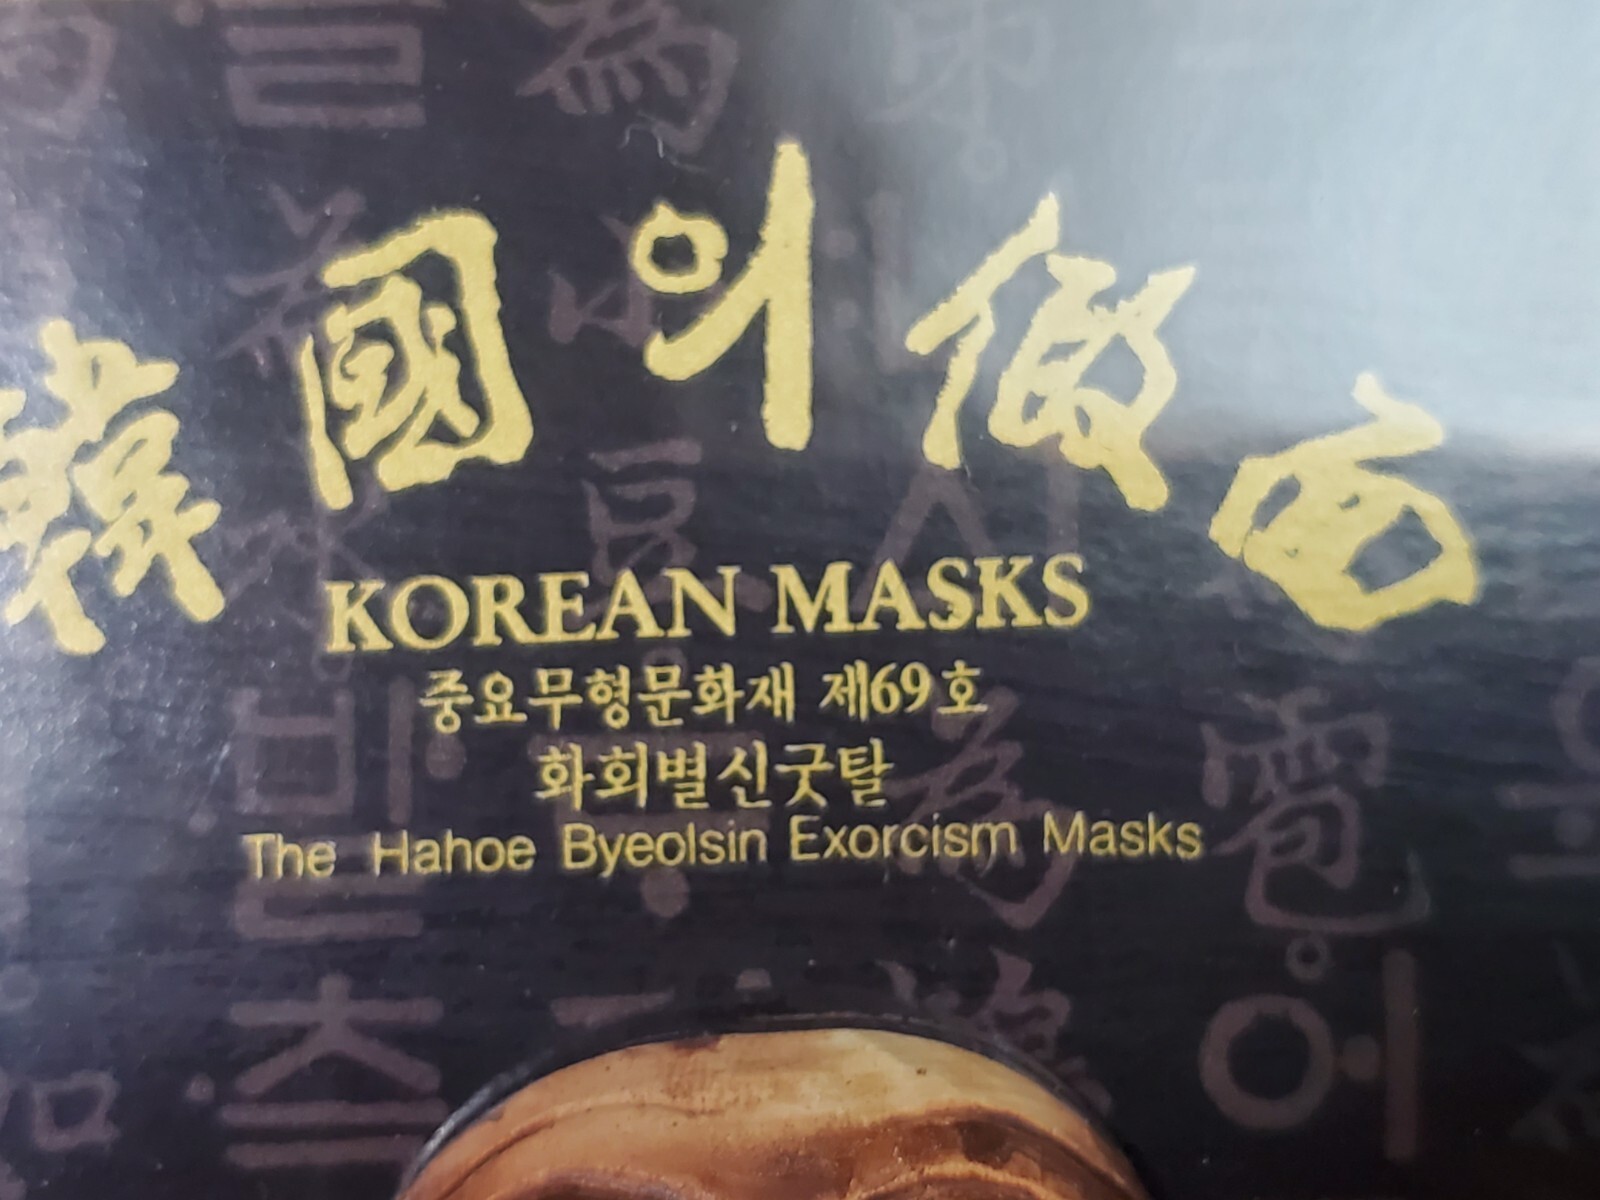 韓國의 假面
KOREAN MASKS
중요무형문화재 제69호
화회별신굿탈
The Hahoe Byeolsin Exorcism Masks